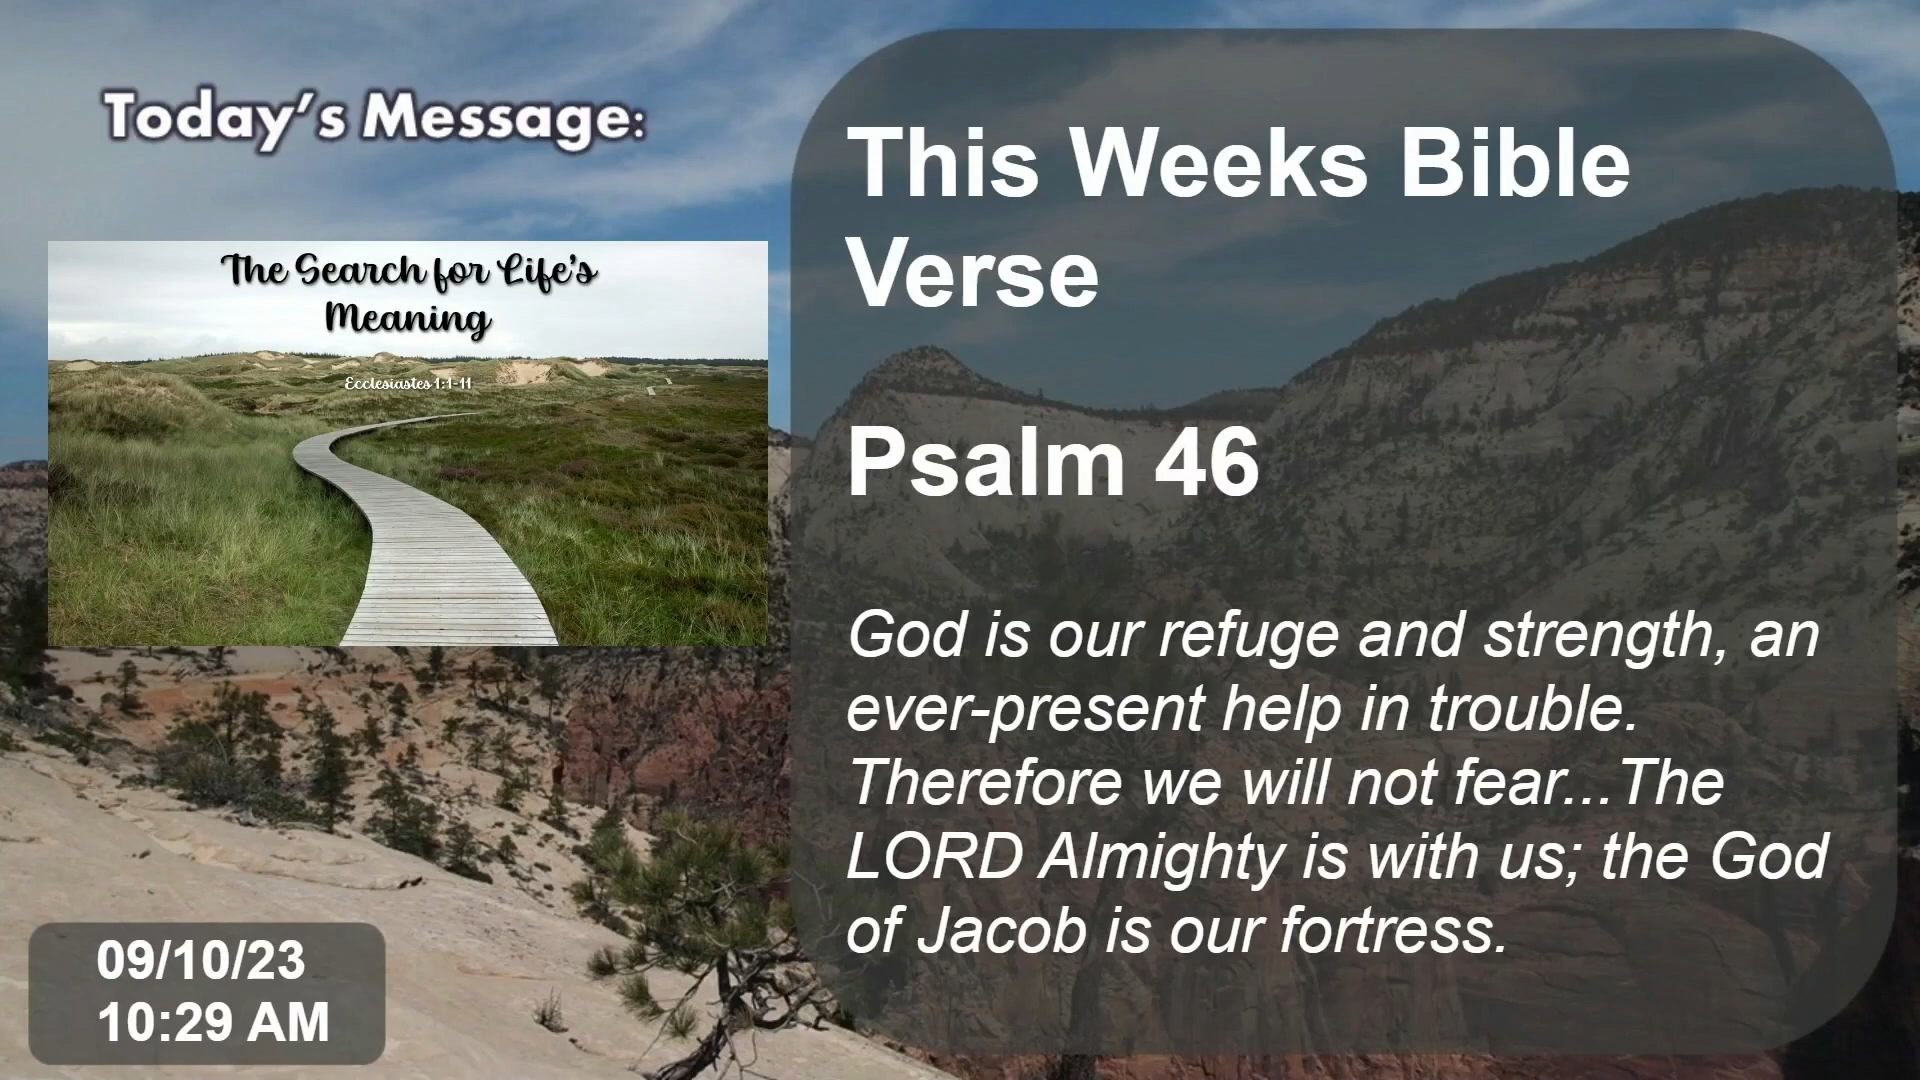 Today's Message:
The Search for Life's
Meaning
Ecclesiastes 1:1-11
This Weeks Bible
Verse
Psalm 46
God is our refuge and strength, an
ever-present help in trouble.
Therefore we will not fear...The
LORD Almighty is with us; the God
of Jacob is our fortress.
09/10/23
10:29 AM